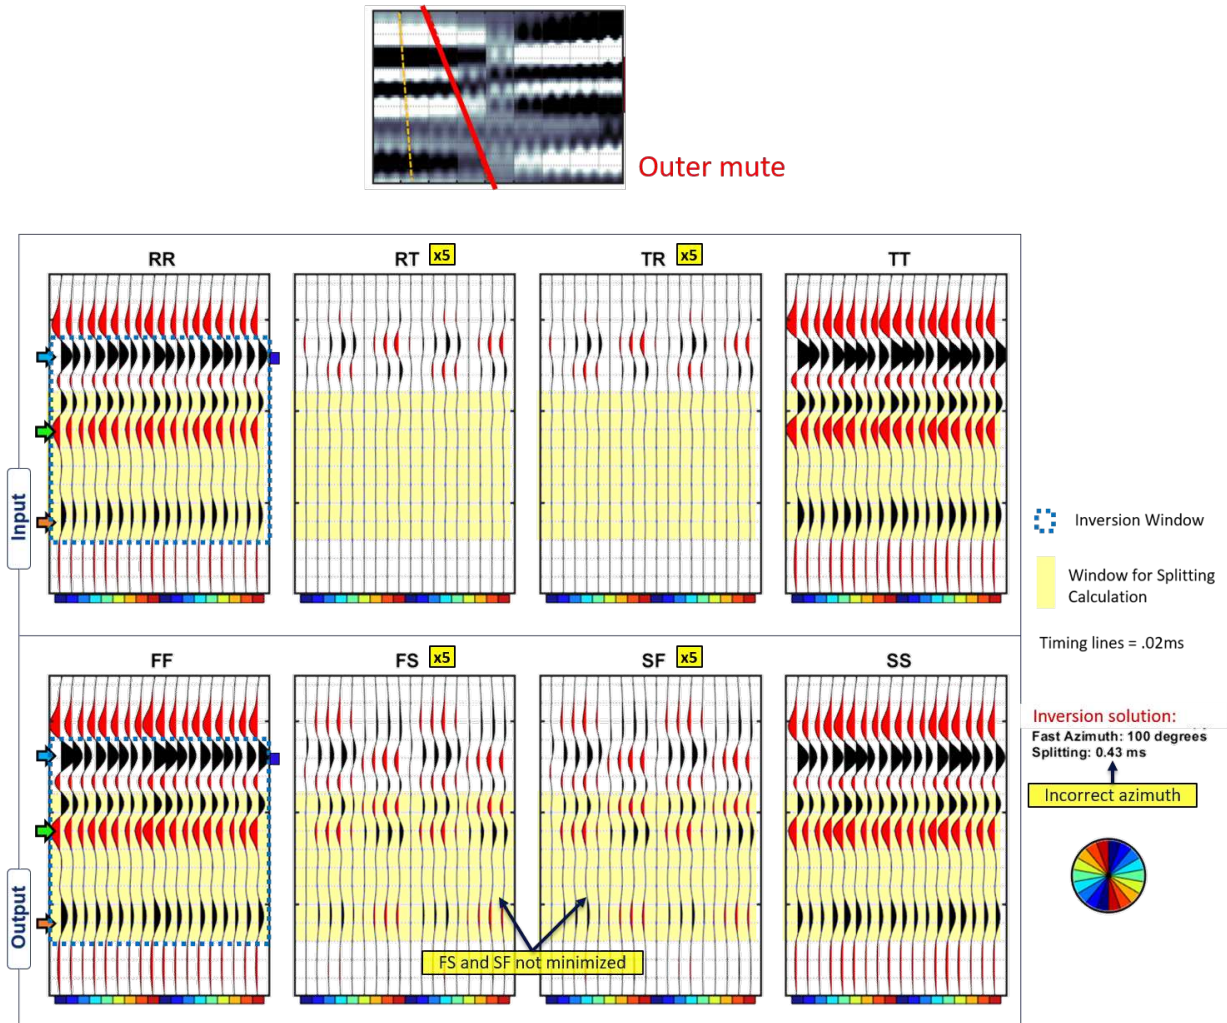 Outer mute
RR
RT
x5
TR
x5
TT
Input
Inversion Window
Window for Splitting
Calculation
Timing lines = .02ms
FF
FS
x5
SF
x5
SS
Output
Inversion solution:
Fast Azimuth: 100 degrees
Splitting: 0.43 ms
Incorrect azimuth
FS and SF not minimized